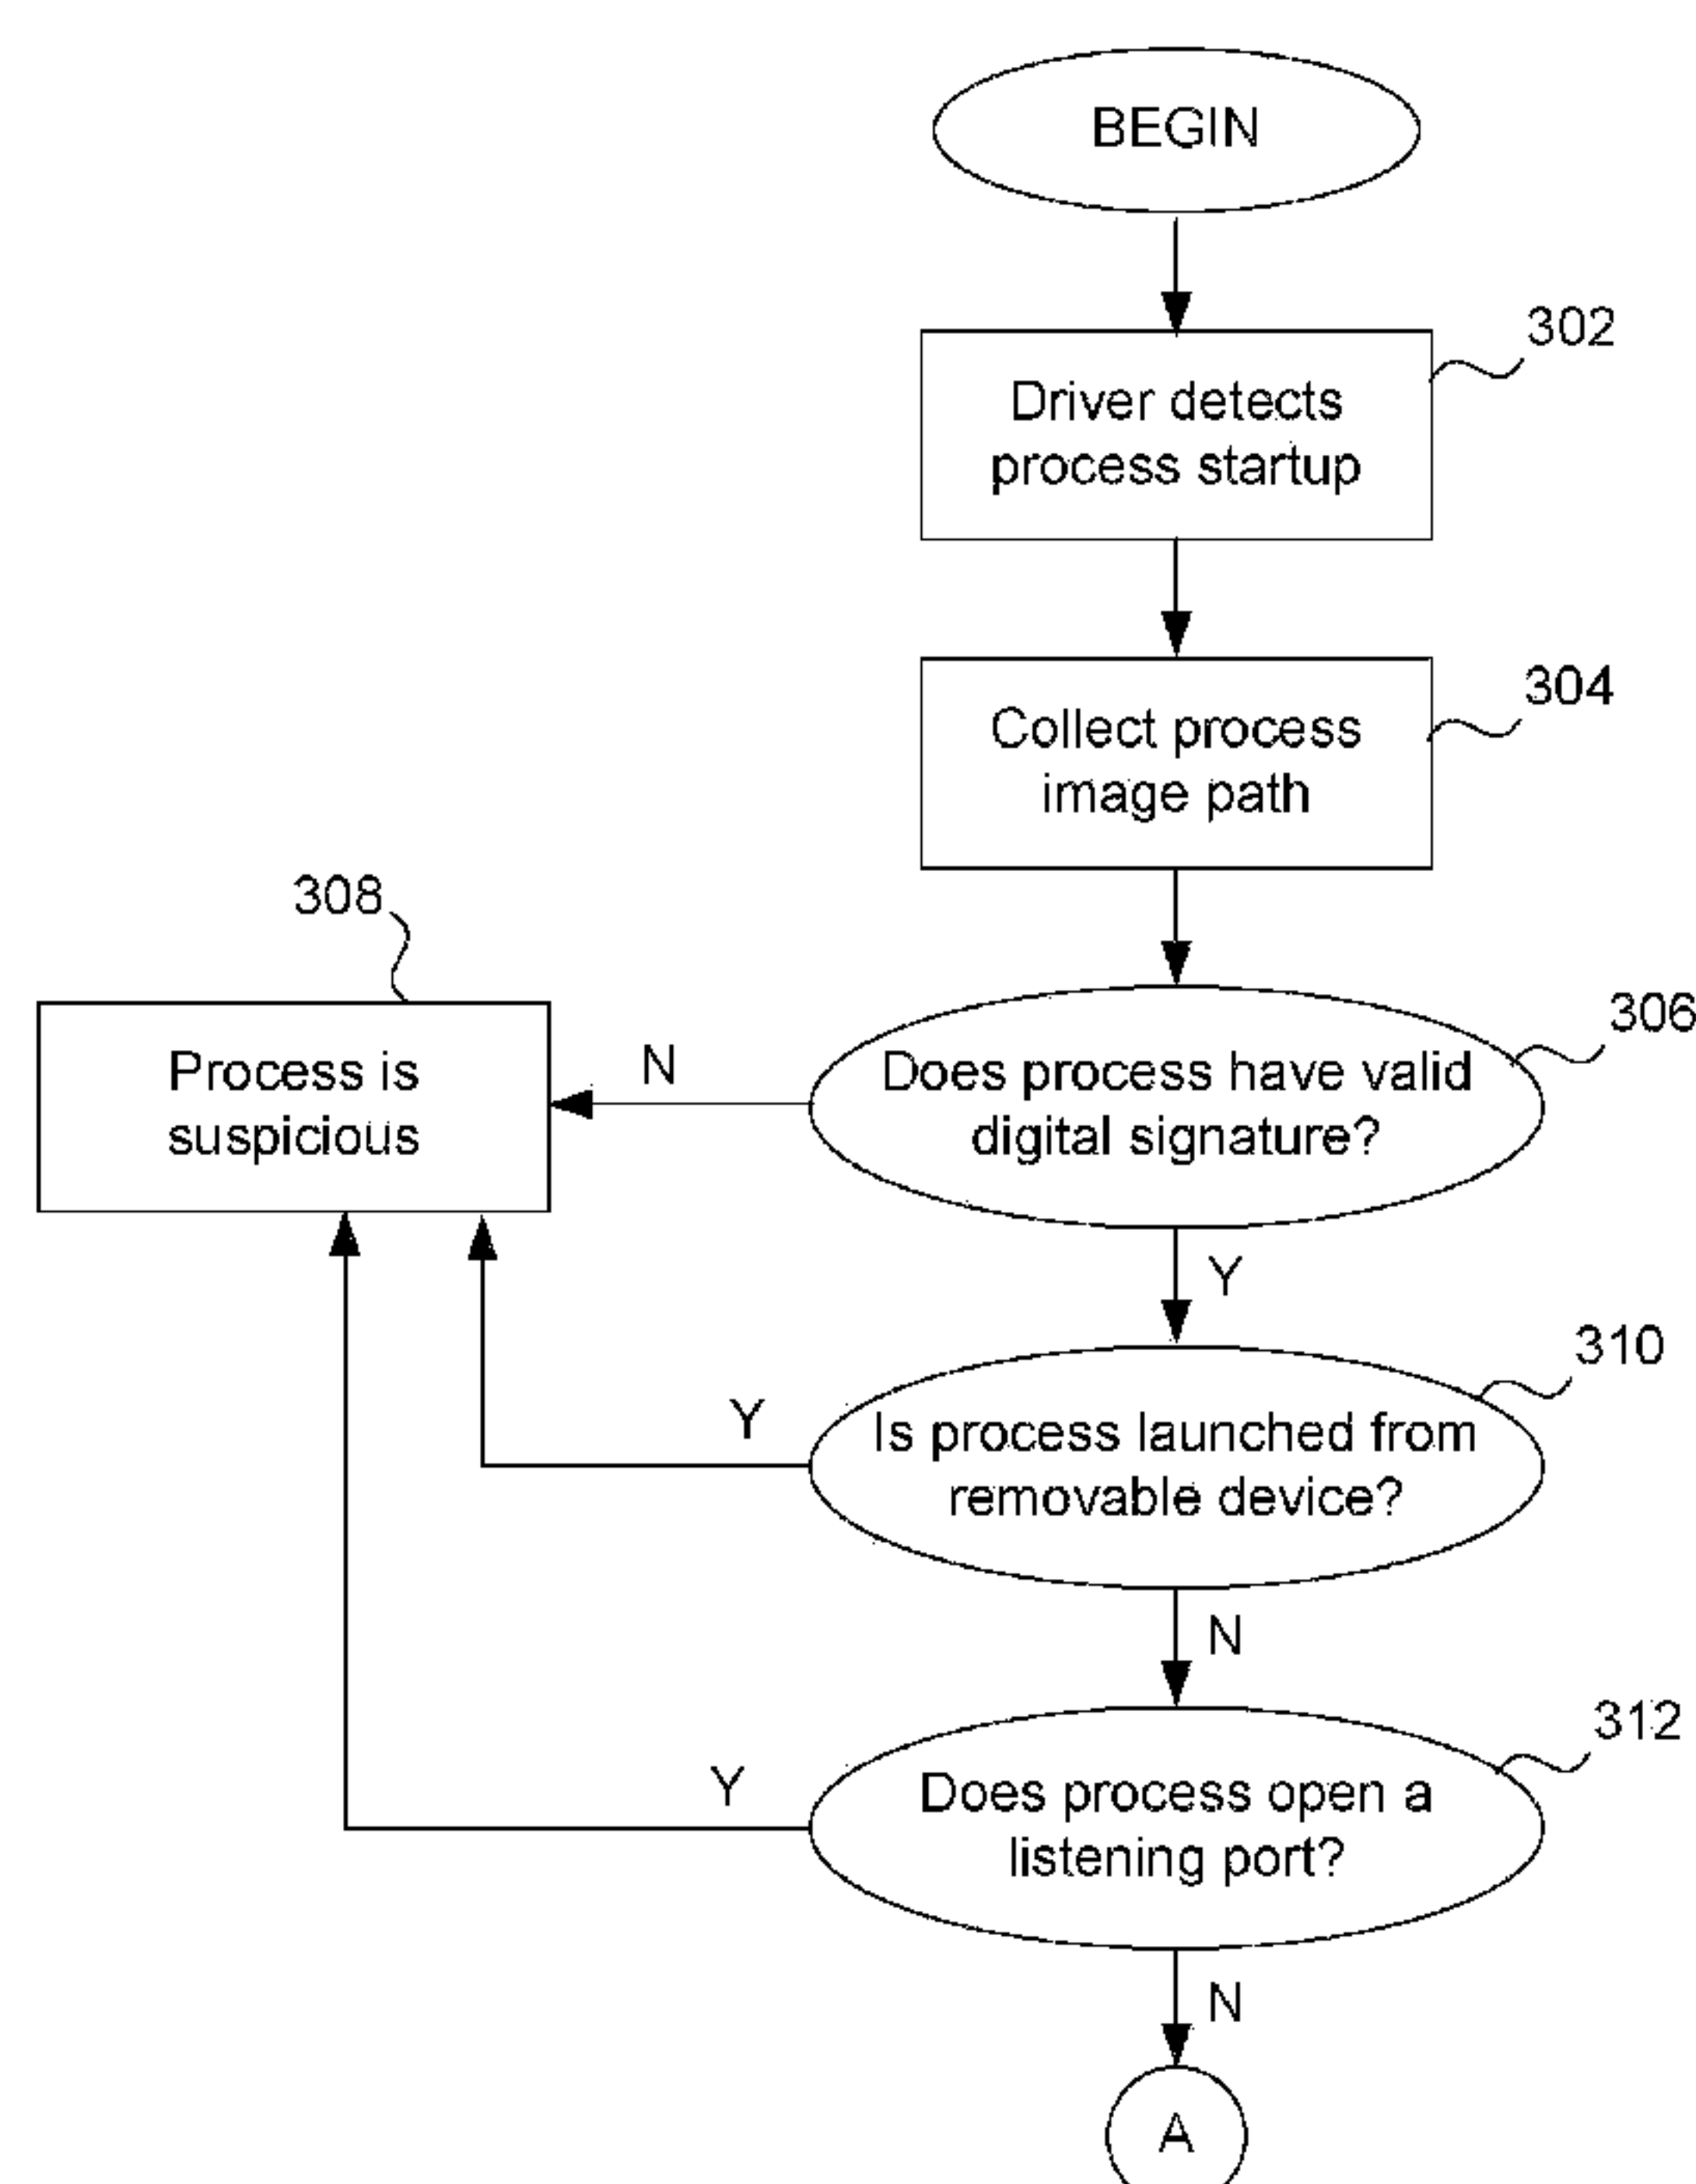 BEGIN
302
Driver detects
process startup
304
Collect process
image path
308
306
Process is
suspicious
N
Does process have valid
digital signature?
Y
310
Y
Is process launched from
removable device?
N
312
Y
Does process open a
listening port?
N
A